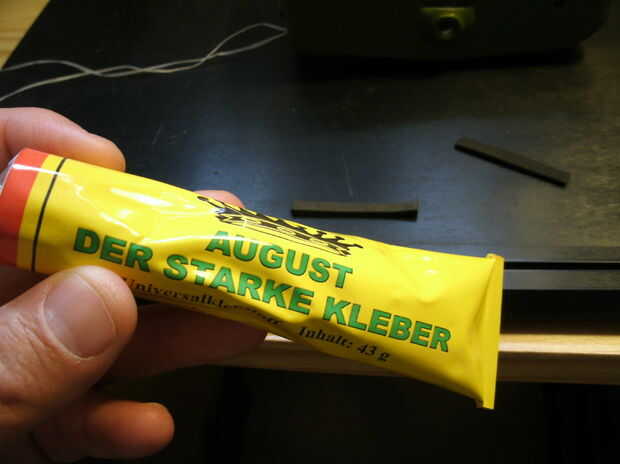 AUGUST
DER STARKE KLEBER
Inhalt: 43 g